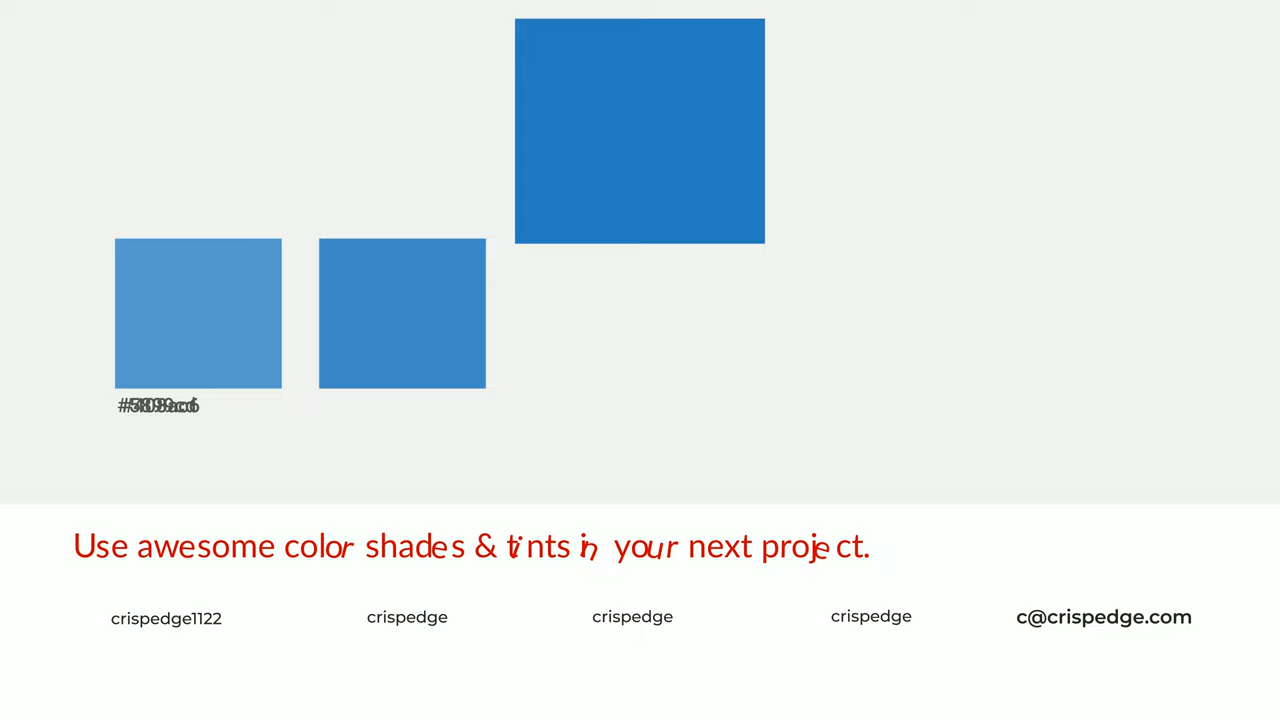 Use awesome color shades & tints in your next project.
crispedge1122 crispedge crispedge crispedge c@crispedge.com